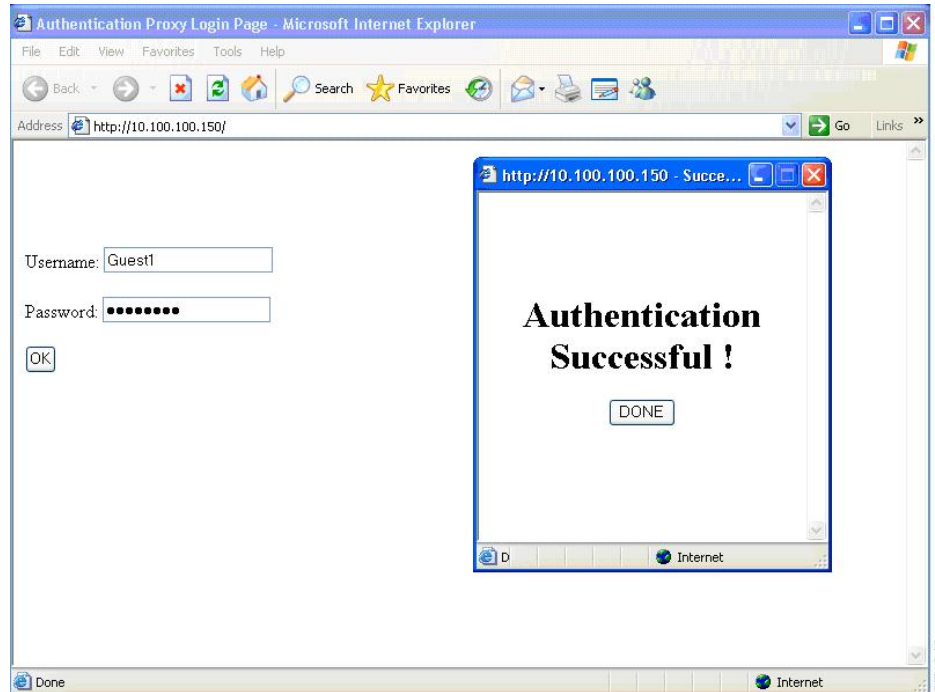 Authentication Proxy Login Page - Microsoft Internet Explorer
File Edit View Favorites Tools Help
Back Search Favorites
Address http://10.100.100.150/ Go Links »
http://10.100.100.150 - Succe...
Username: Guest1
Password: ••••••••
OK
Authentication
Successful !
DONE
D Internet
Done Internet